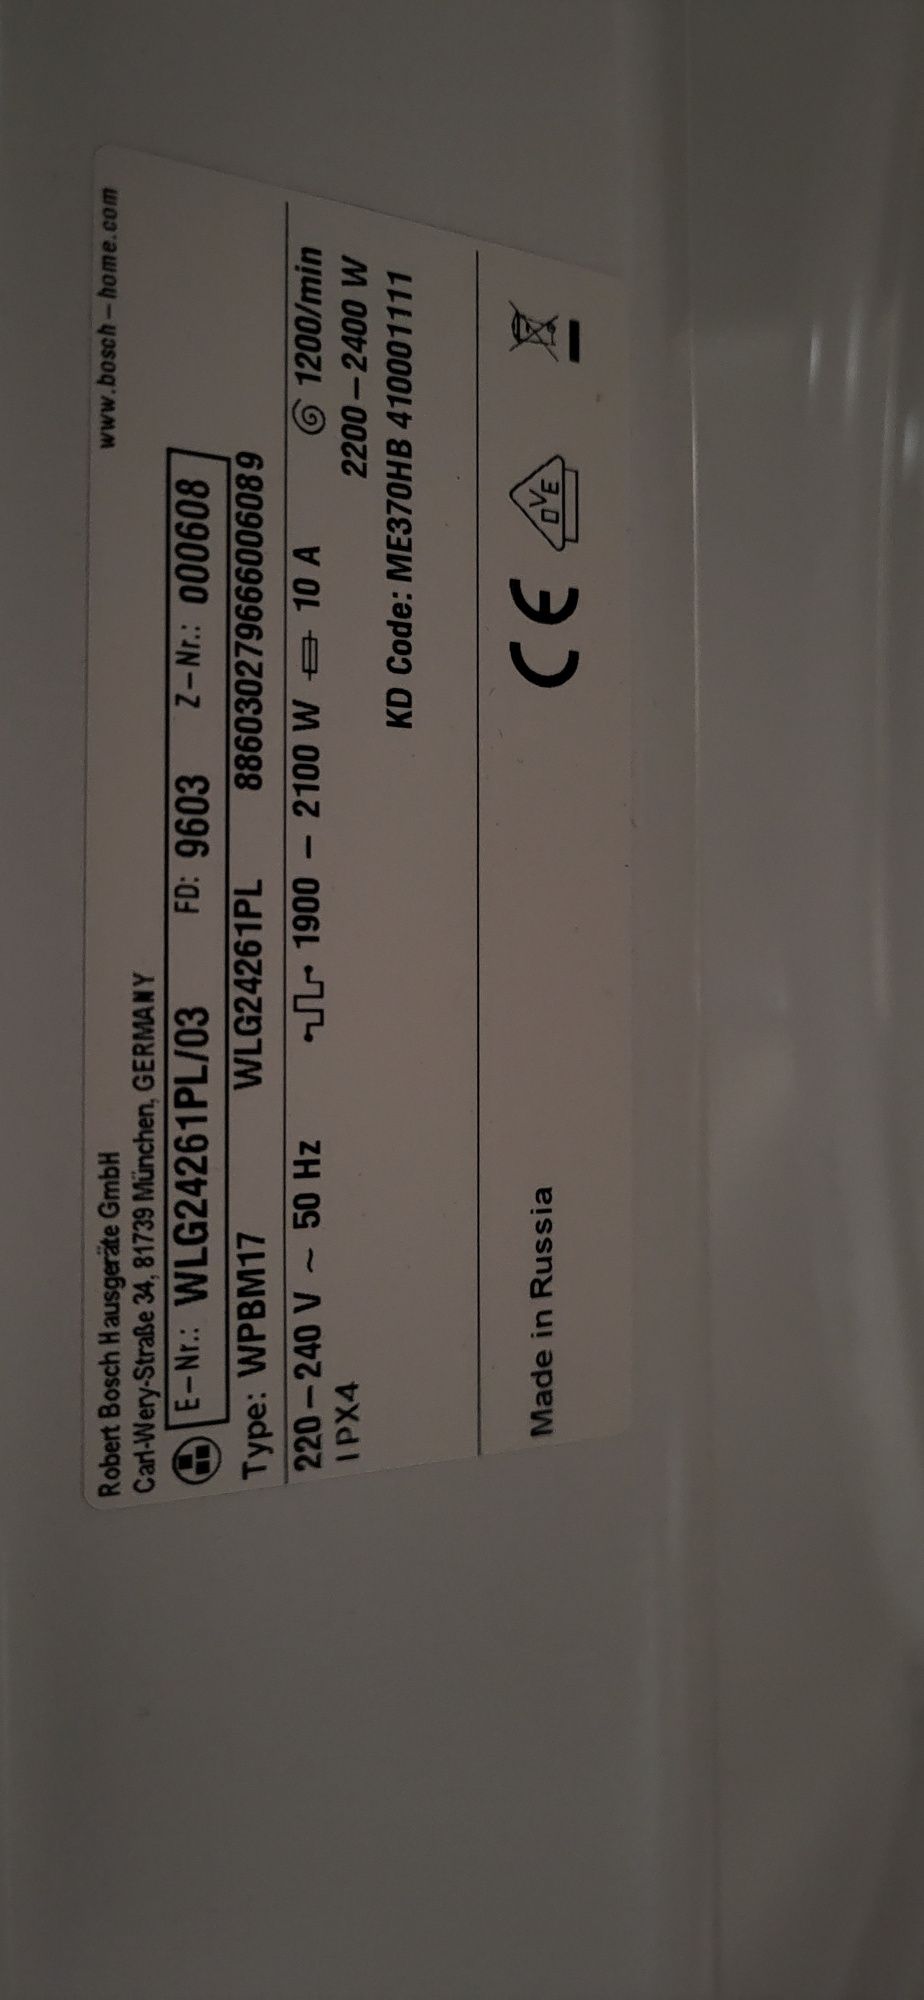 Robert Bosch Hausgeräte GmbH
www.bosch-home.com
Carl-Wery-Straße 34, 81739 München, GERMANY
E-Nr.: WLG24261PL/03 FD: 9603 Z-Nr.: 000608
Type: WPBM17 WLG24261PL 886030279666006089
220-240 V ~ 50 Hz 1900 - 2100 W 10 A 1200/min
IPX4 2200-2400 W
KD Code: ME370HB 410001111
Made in Russia CE OVE